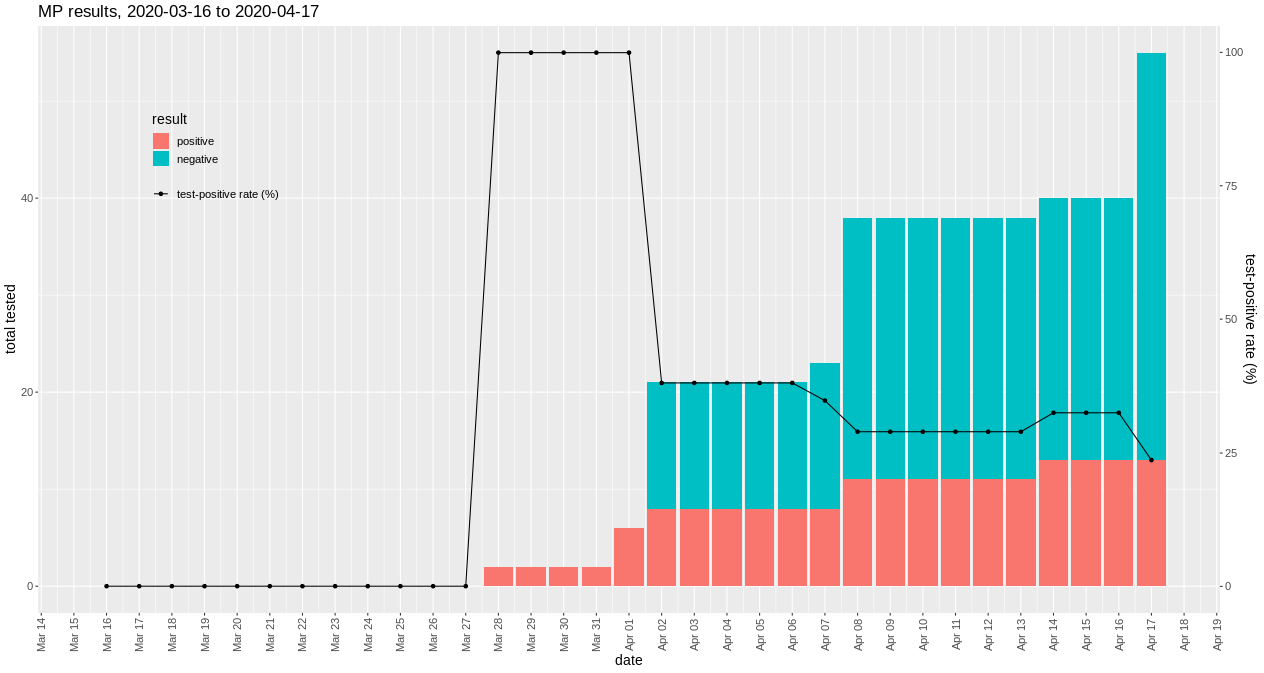 MP results, 2020-03-16 to 2020-04-17
result
positive
negative
test-positive rate (%)
total tested
40
20
0
100
75
50
25
0
test-positive rate (%)
Mar 14
Mar 15
Mar 16
Mar 17
Mar 18
Mar 19
Mar 20
Mar 21
Mar 22
Mar 23
Mar 24
Mar 25
Mar 26
Mar 27
Mar 28
Mar 29
Mar 30
Mar 31
Apr 01
Apr 02
Apr 03
Apr 04
Apr 05
Apr 06
Apr 07
Apr 08
Apr 09
Apr 10
Apr 11
Apr 12
Apr 13
Apr 14
Apr 15
Apr 16
Apr 17
Apr 18
Apr 19
date